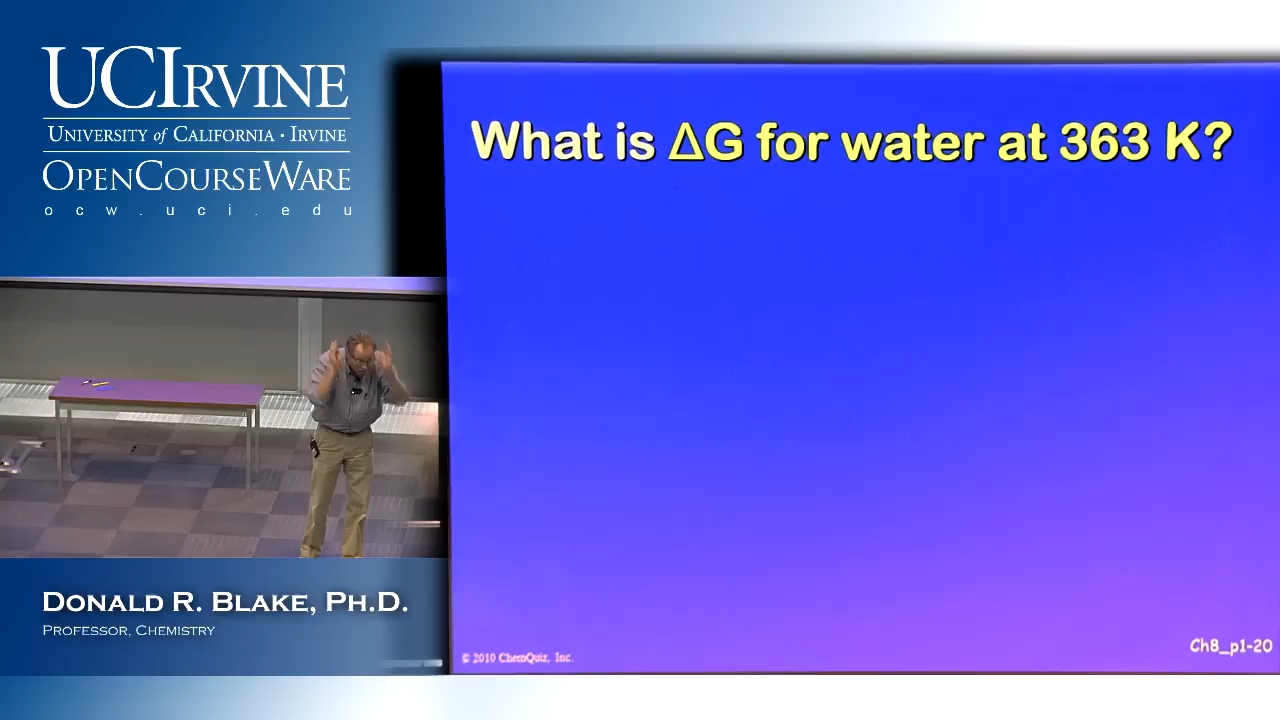 UCIRVINE
UNIVERSITY of CALIFORNIA · IRVINE
OPENCOURSEWARE
ocw.uci.edu
What is ΔG for water at 363 K?
DONALD R. BLAKE, PH.D.
PROFESSOR, CHEMISTRY
© 2010 ChemQuiz, Inc.
Ch8_p1-20